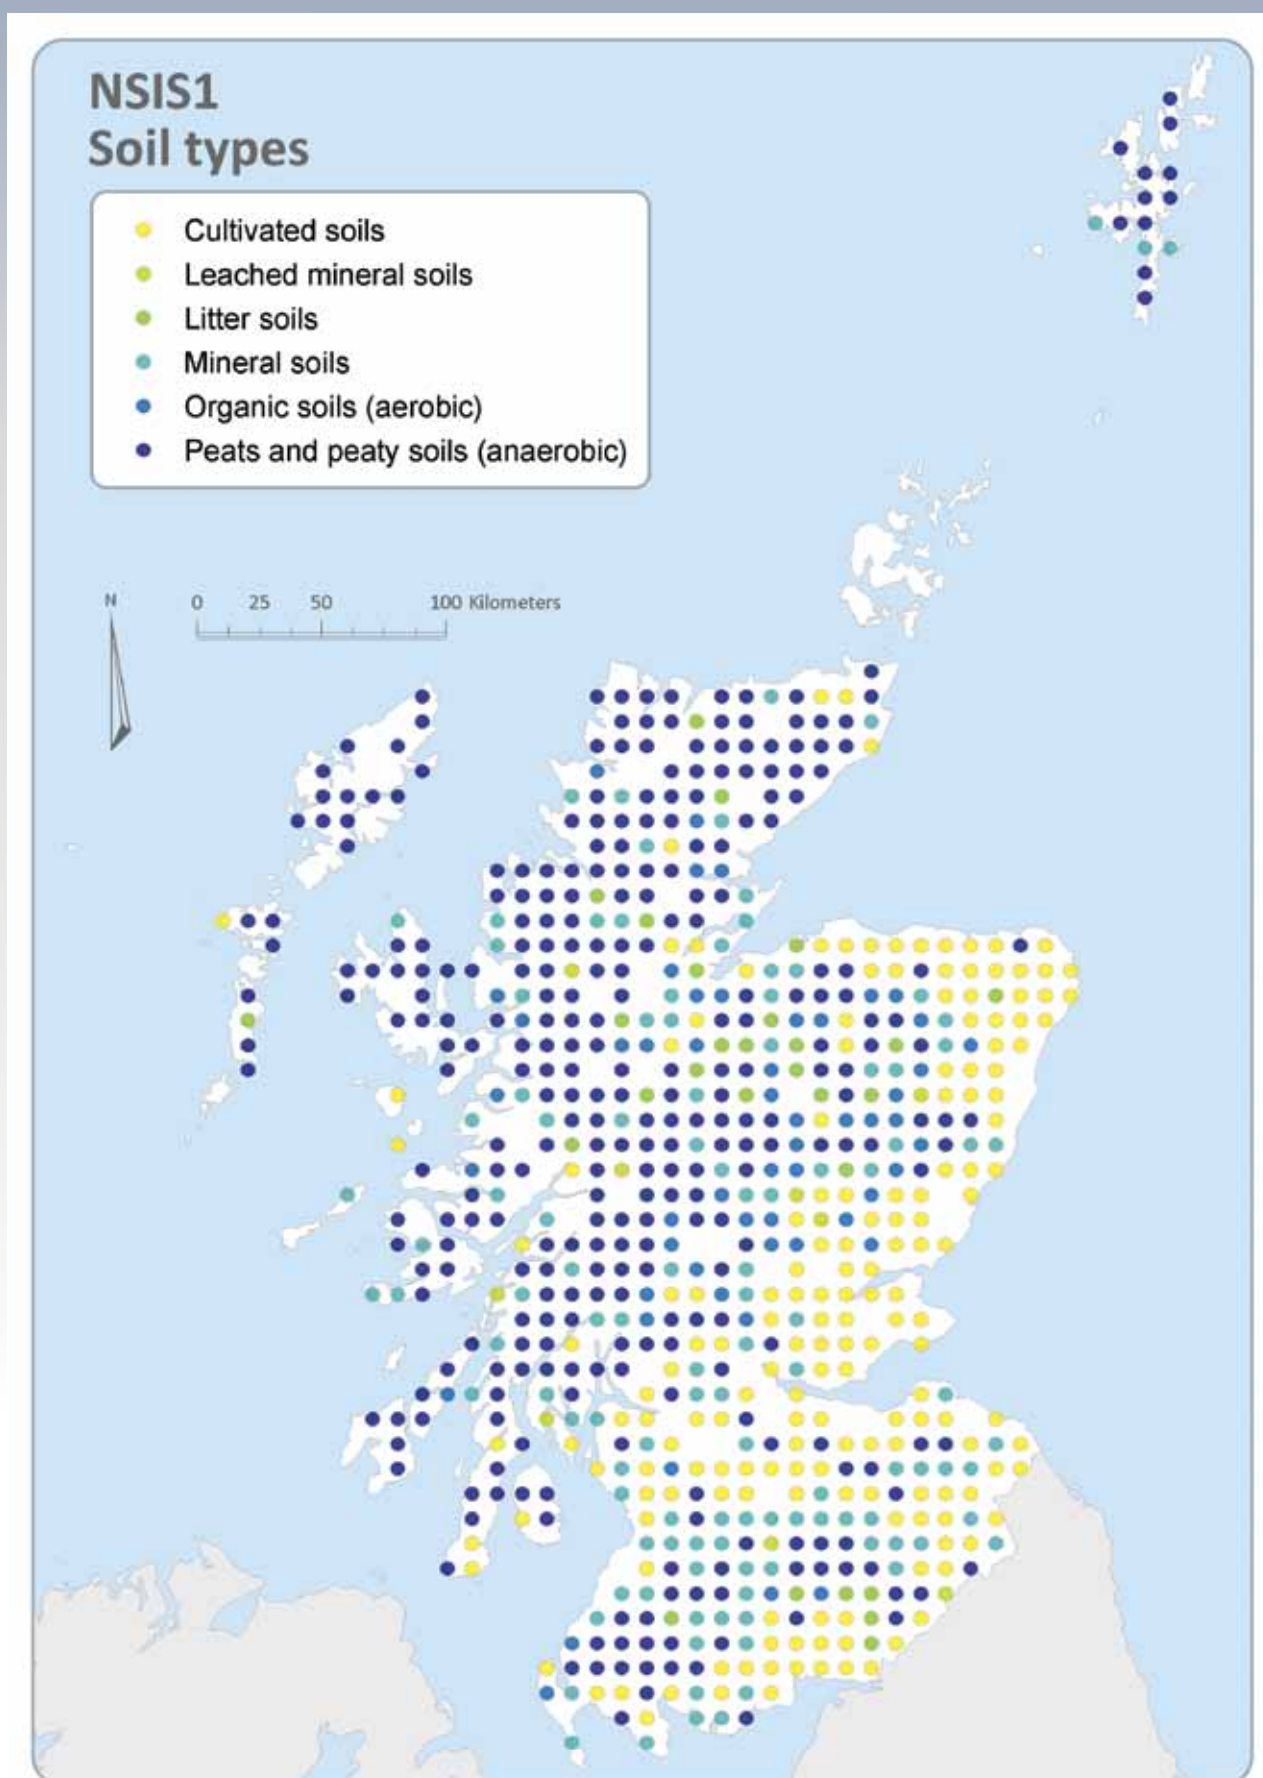 NSIS1
Soil types
Cultivated soils
Leached mineral soils
Litter soils
Mineral soils
Organic soils (aerobic)
Peats and peaty soils (anaerobic)
N
0 25 50 100 Kilometers